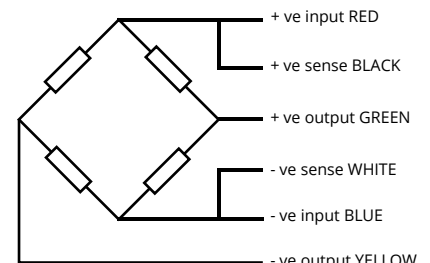 + ve input RED
+ ve sense BLACK
+ ve output GREEN
- ve sense WHITE
- ve input BLUE
- ve output YELLOW